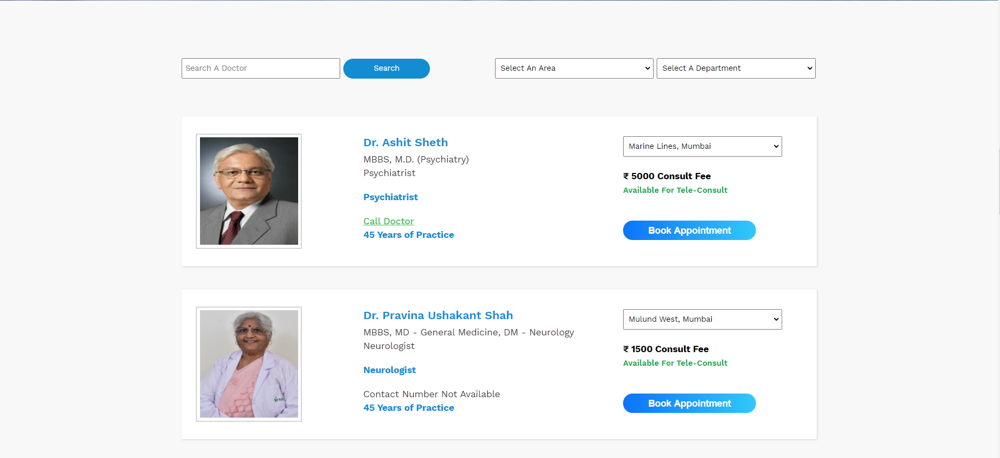 Search A Doctor
Search
Select An Area
Select A Department
Dr. Ashit Sheth
MBBS, M.D. (Psychiatry)
Psychiatrist
Psychiatrist
Call Doctor
45 Years of Practice
Marine Lines, Mumbai
₹ 5000 Consult Fee
Available For Tele-Consult
Book Appointment
Dr. Pravina Ushakant Shah
MBBS, MD - General Medicine, DM - Neurology
Neurologist
Neurologist
Contact Number Not Available
45 Years of Practice
Mulund West, Mumbai
₹ 1500 Consult Fee
Available For Tele-Consult
Book Appointment